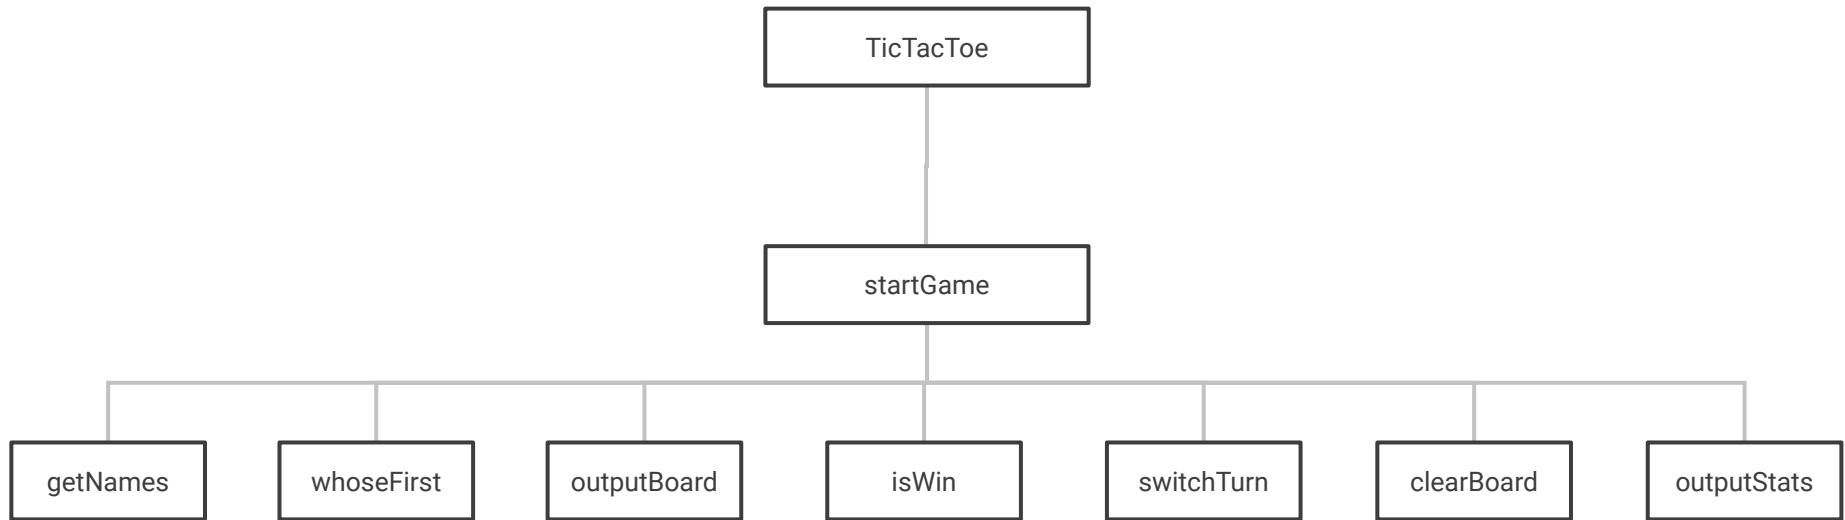 TicTacToe
startGame
getNames
whoseFirst
outputBoard
isWin
switchTurn
clearBoard
outputStats